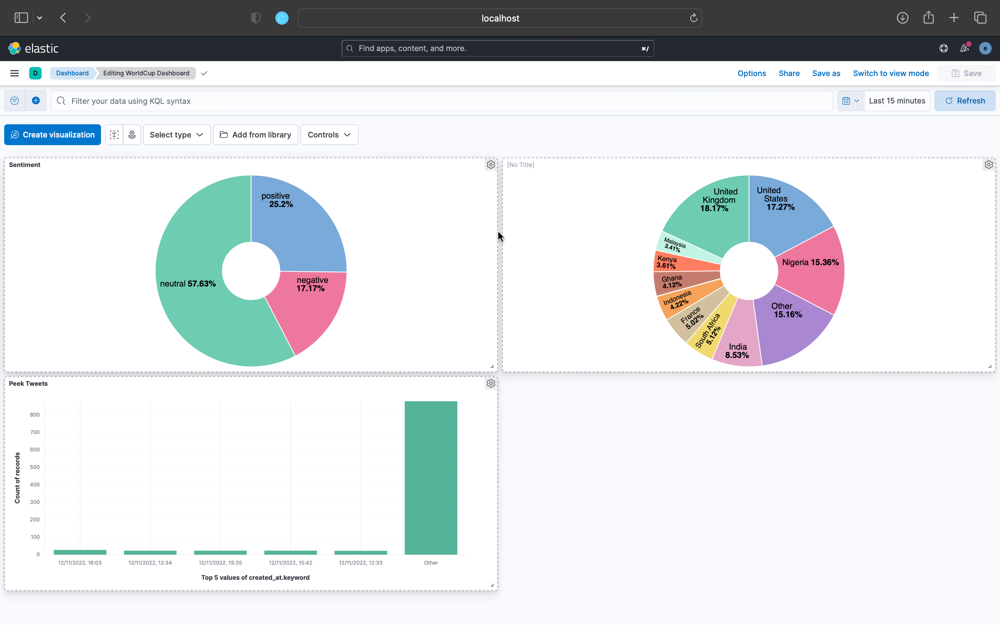 localhost
elastic
Find apps, content, and more.
⌘/
e
D
Dashboard
Editing WorldCup Dashboard
Options
Share
Save as
Switch to view mode
Save
Filter your data using KQL syntax
Last 15 minutes
Refresh
Create visualization
Select type
Add from library
Controls
Sentiment
positive
25.2%
negative
17.17%
neutral 57.63%
[No Title]
United
Kingdom
18.17%
United
States
17.27%
Malaysia
3.41%
Kenya
3.61%
Nigeria 15.36%
Ghana
4.12%
Indonesia
4.22%
France
5.02%
South Africa
5.12%
Other
15.16%
India
8.53%
Peek Tweets
Count of records
800
700
600
500
400
300
200
100
0
12/11/2022, 16:03
12/11/2022, 12:34
12/11/2022, 15:35
12/11/2022, 15:42
12/11/2022, 12:33
Other
Top 5 values of created_at.keyword